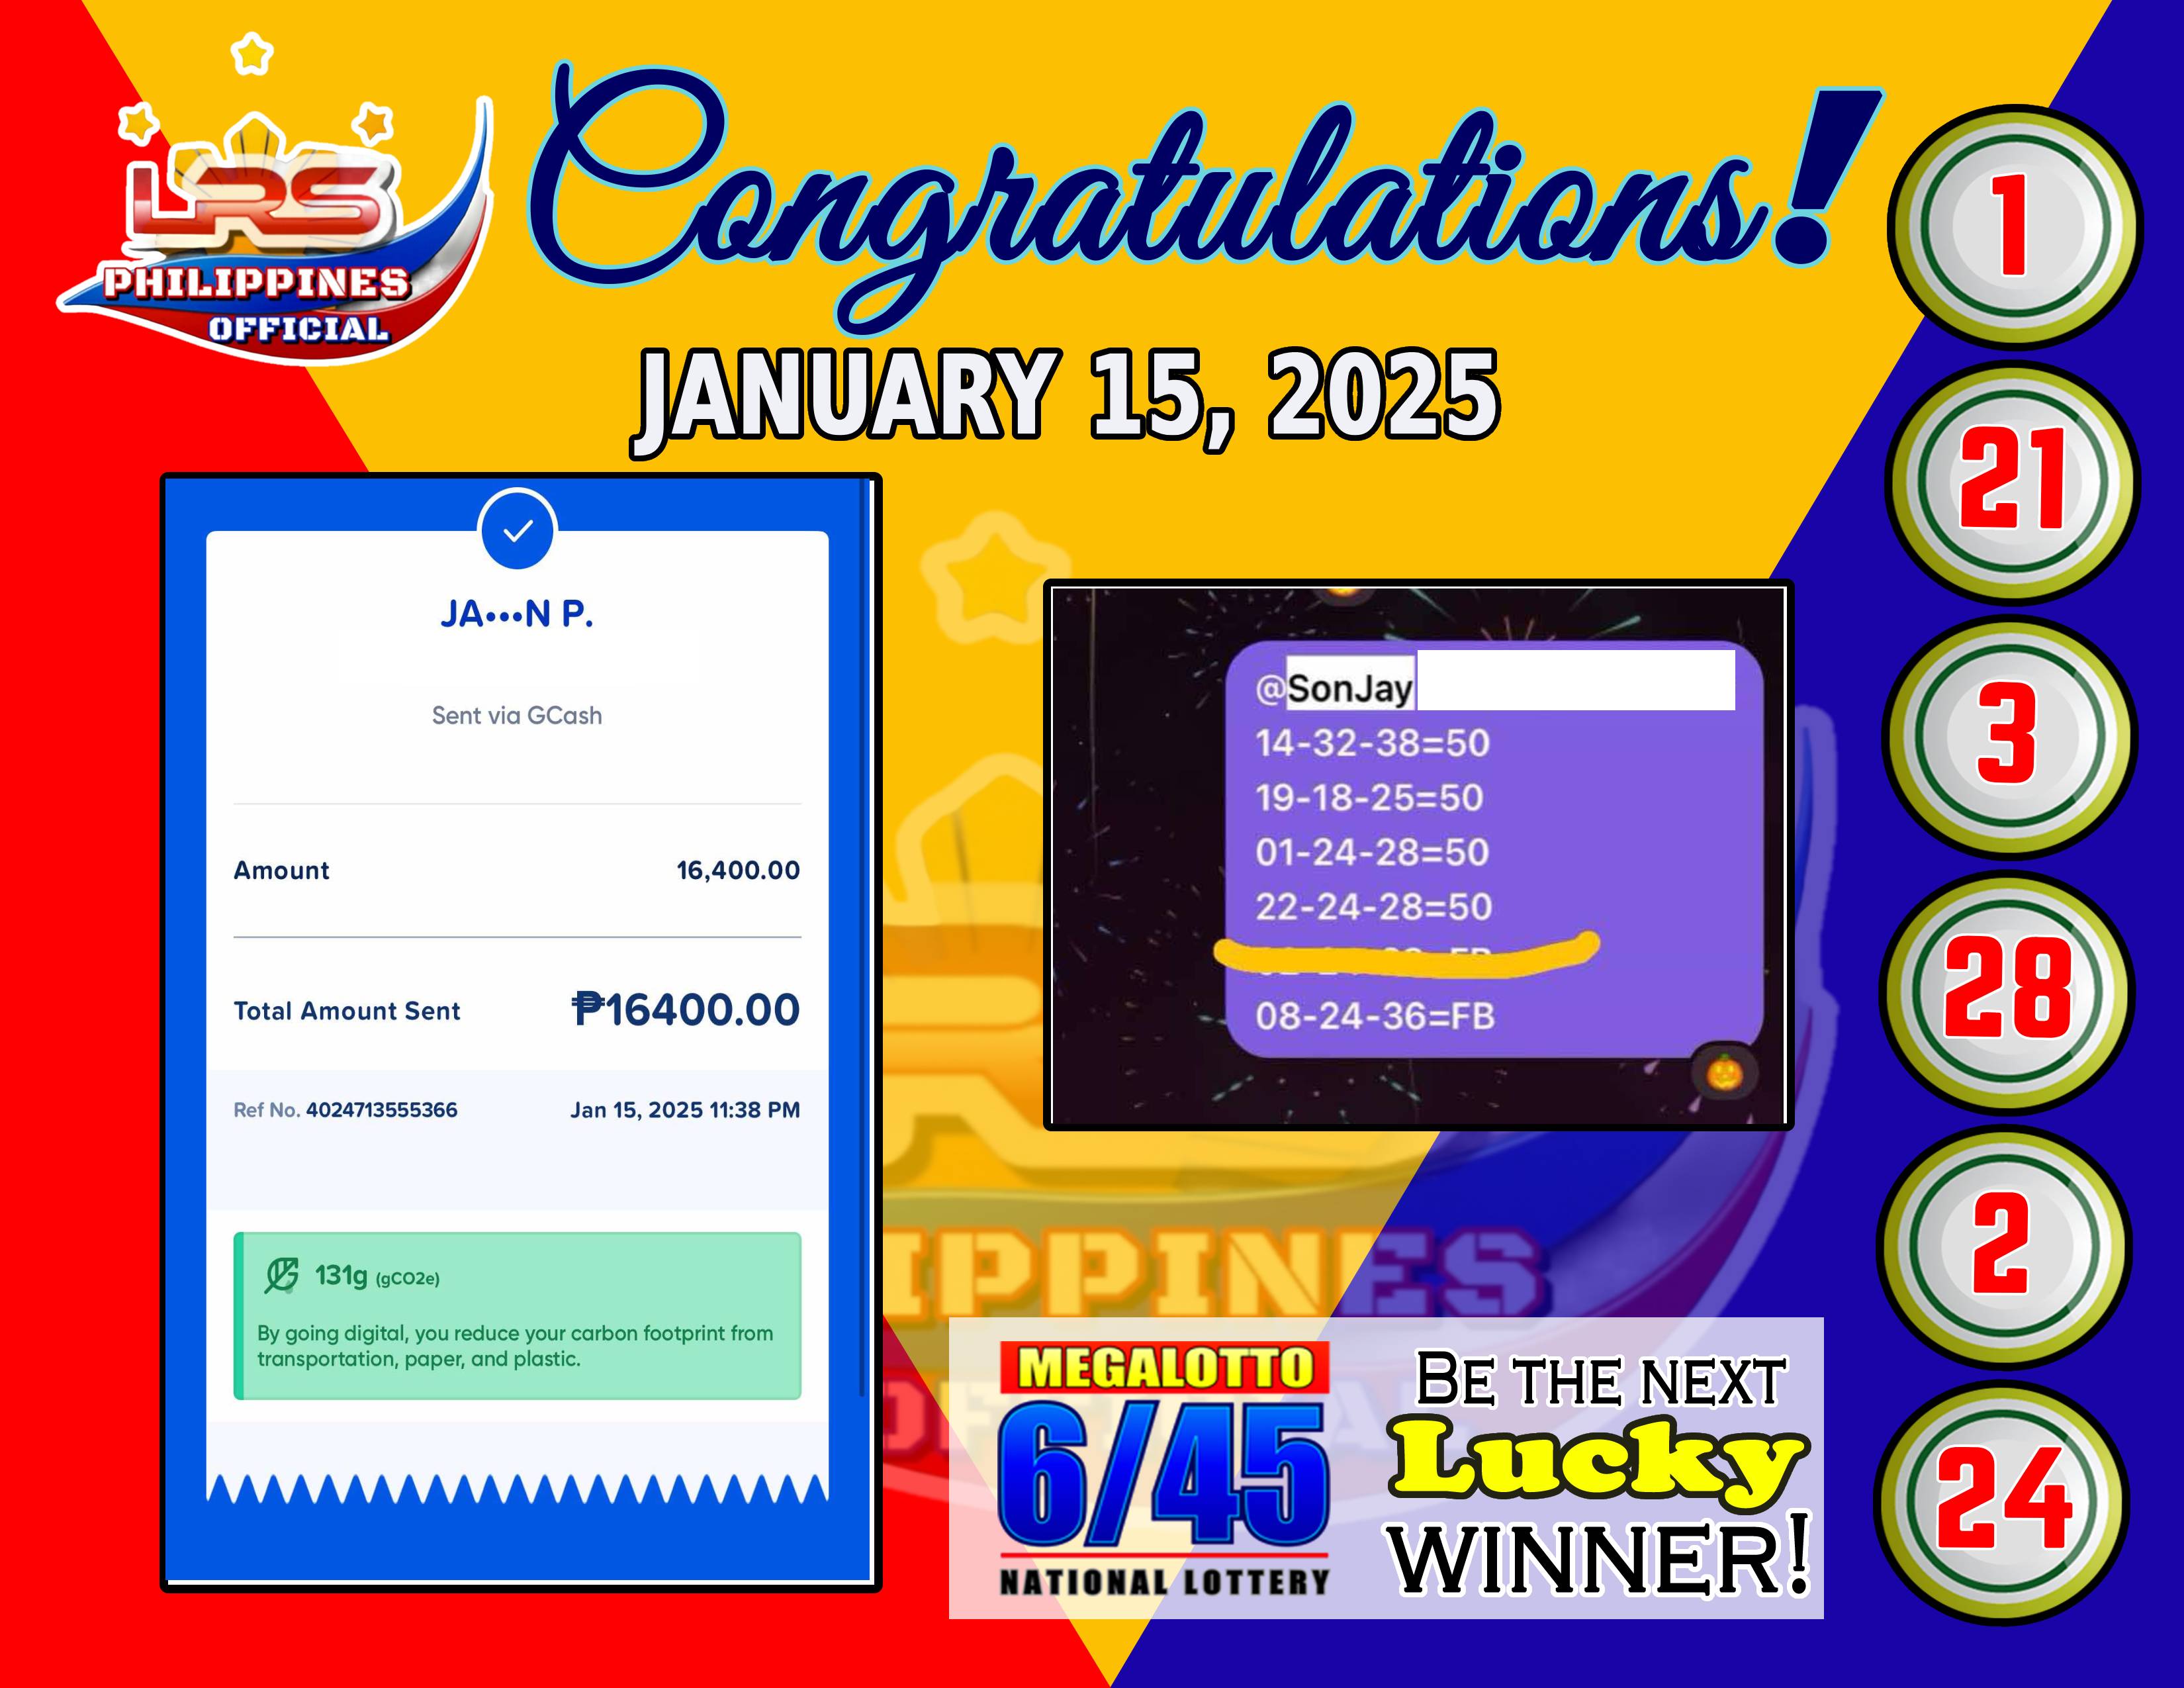 LRS
PHILIPPINES
OFFICIAL
Congratulations!
JANUARY 15, 2025
JA•••N P.
Sent via GCash
Amount 16,400.00
Total Amount Sent ₱16400.00
Ref No. 4024713555366 Jan 15, 2025 11:38 PM
131g (gCO2e)
By going digital, you reduce your carbon footprint from
transportation, paper, and plastic.
@SonJay
14-32-38=50
19-18-25=50
01-24-28=50
22-24-28=50
08-24-36=FB
MEGALOTTO
6/45
NATIONAL LOTTERY
BE THE NEXT
Lucky
WINNER!
1
21
3
28
2
24